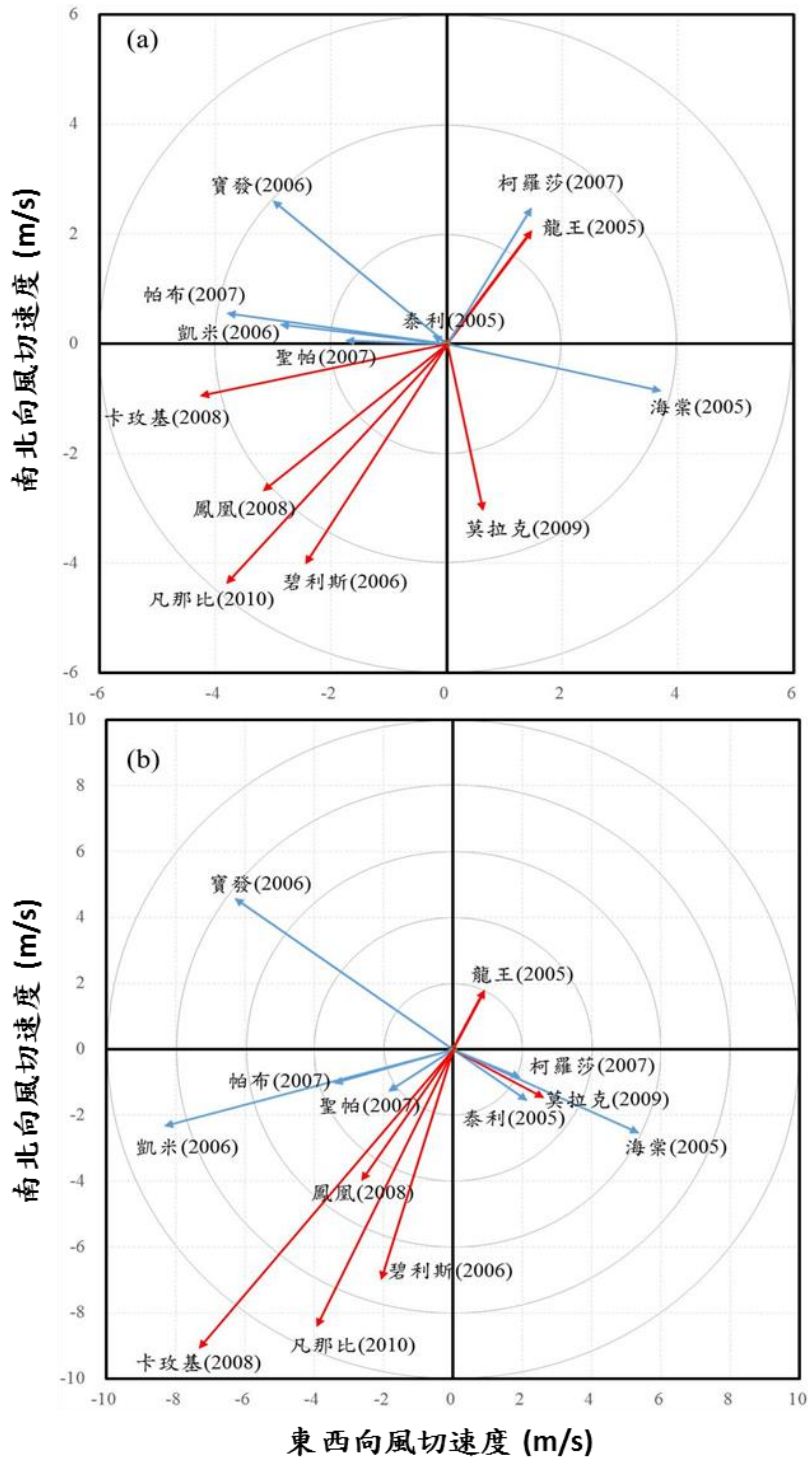 6
(a)
4
柯羅莎(2007)
寶發(2006)
龍王(2005)
2
帕布(2007)
泰利(2005)
凱米(2006)
0
聖帕(2007)
海棠(2005)
卡玫基(2008)
-2
鳳凰(2008)
莫拉克(2009)
-4
碧利斯(2006)
凡那比(2010)
-6
-6 -4 -2 0 2 4 6
南北向風切速度 (m/s)
10
(b)
8
6
寶發(2006)
4
龍王(2005)
2
0
柯羅莎(2007)
帕布(2007)
莫拉克(2009)
聖帕(2007)
-2
泰利(2005)
凱米(2006)
海棠(2005)
-4
鳳凰(2008)
-6
碧利斯(2006)
-8
凡那比(2010)
卡玫基(2008)
-10
-10 -8 -6 -4 -2 0 2 4 6 8 10
南北向風切速度 (m/s)
東西向風切速度 (m/s)